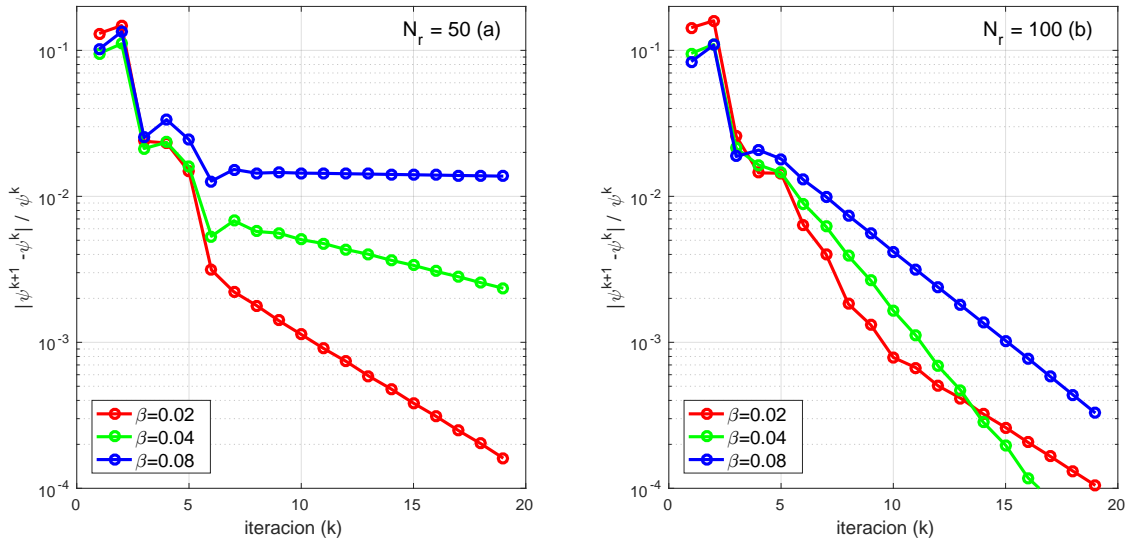 N_r = 50 (a)
10^-1
10^-2
10^-3
10^-4
|ψ^k+1 -ψ^k| / ψ^k
β=0.02
β=0.04
β=0.08
0 5 10 15 20
iteracion (k)
N_r = 100 (b)
10^-1
10^-2
10^-3
10^-4
|ψ^k+1 -ψ^k| / ψ^k
β=0.02
β=0.04
β=0.08
0 5 10 15 20
iteracion (k)